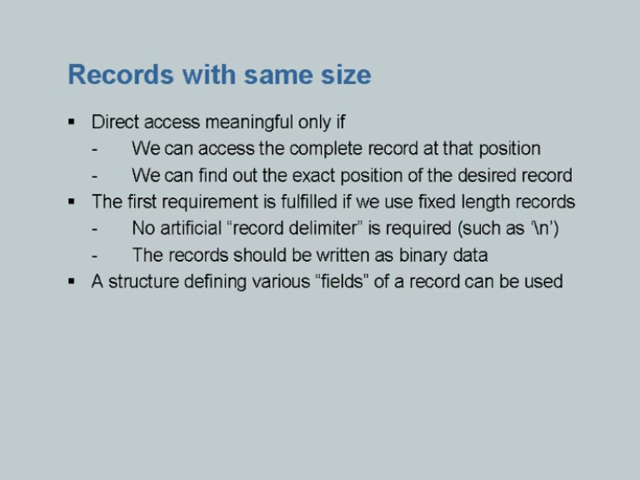 Records with same size
▪ Direct access meaningful only if
- We can access the complete record at that position
- We can find out the exact position of the desired record
▪ The first requirement is fulfilled if we use fixed length records
- No artificial “record delimiter” is required (such as ’\n’)
- The records should be written as binary data
▪ A structure defining various “fields” of a record can be used